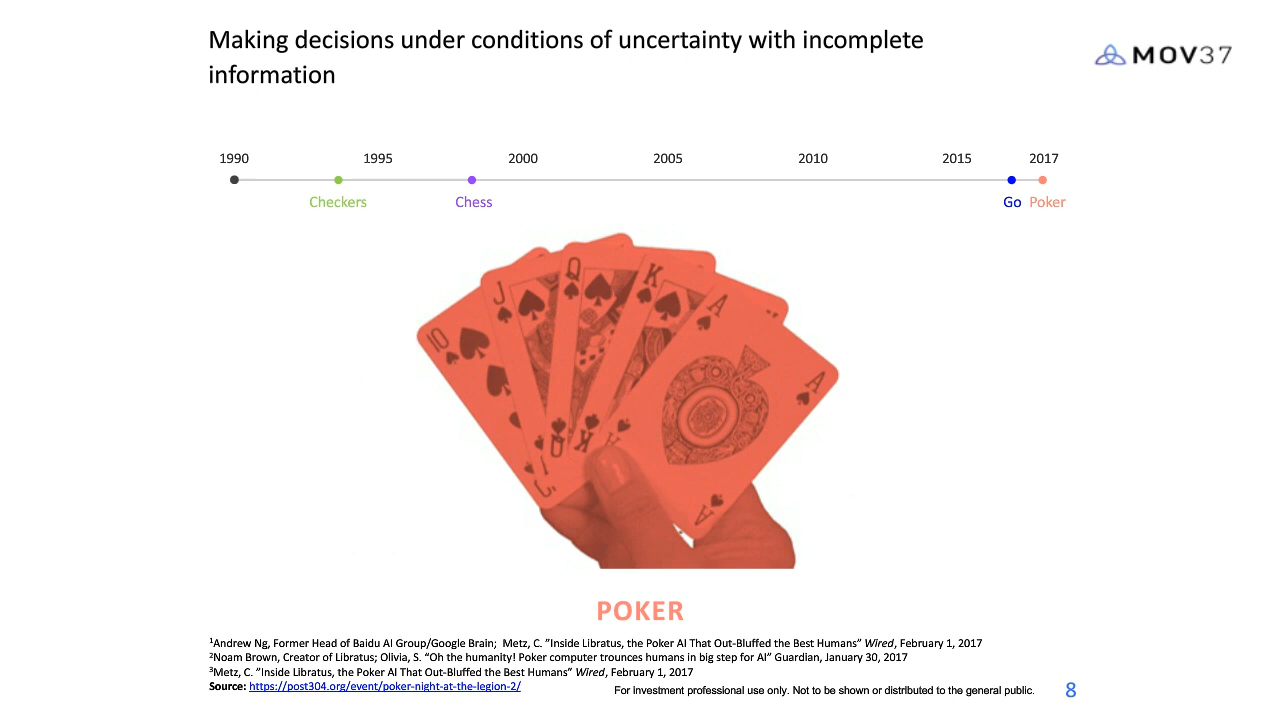 Making decisions under conditions of uncertainty with incomplete
information
MOV37
1990 1995 2000 2005 2010 2015 2017
Checkers Chess Go Poker
10 J Q K A A
A
POKER
¹Andrew Ng, Former Head of Baidu AI Group/Google Brain; Metz, C. ”Inside Libratus, the Poker AI That Out-Bluffed the Best Humans” Wired, February 1, 2017
²Noam Brown, Creator of Libratus; Olivia, S. “Oh the humanity! Poker computer trounces humans in big step for AI” Guardian, January 30, 2017
³Metz, C. ”Inside Libratus, the Poker AI That Out-Bluffed the Best Humans” Wired, February 1, 2017
Source: https://post304.org/event/poker-night-at-the-legion-2/
For investment professional use only. Not to be shown or distributed to the general public.
8